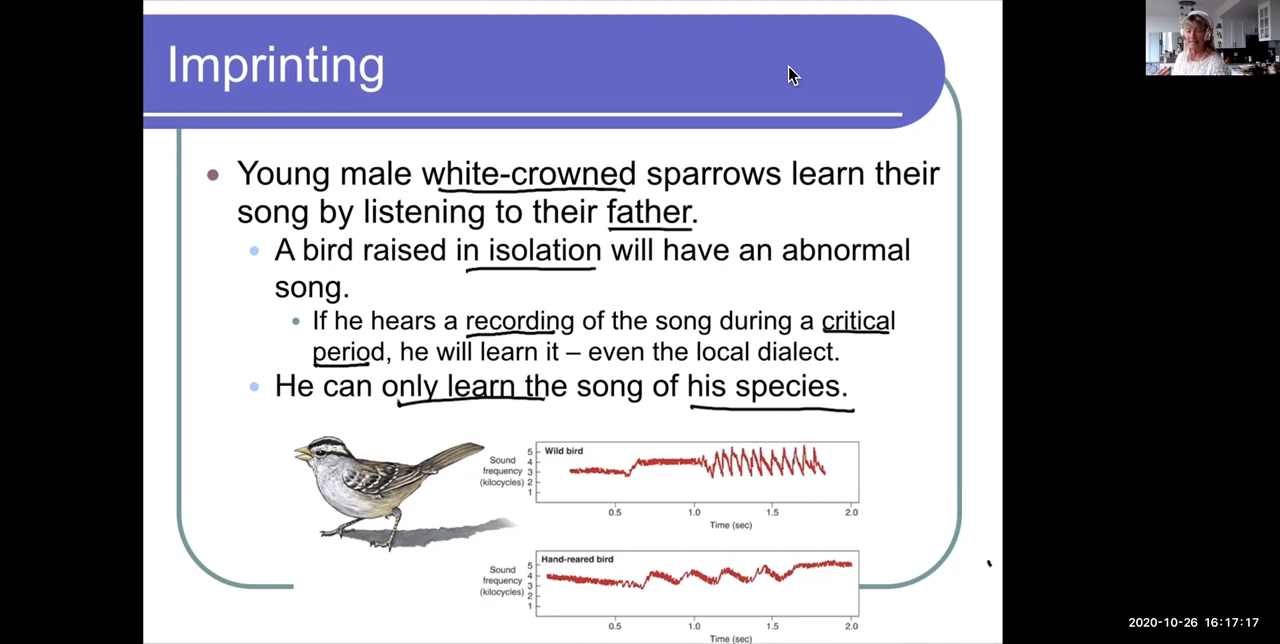 Imprinting
Young male white-crowned sparrows learn their
song by listening to their father.
A bird raised in isolation will have an abnormal
song.
If he hears a recording of the song during a critical
period, he will learn it – even the local dialect.
He can only learn the song of his species.
Wild bird
Sound
frequency
(kilocycles)
5
4
3
2
1
0.5 1.0 1.5 2.0
Time (sec)
Hand-reared bird
Sound
frequency
(kilocycles)
5
4
3
2
1
0.5 1.0 1.5 2.0
Time (sec)
2020-10-26 16:17:17